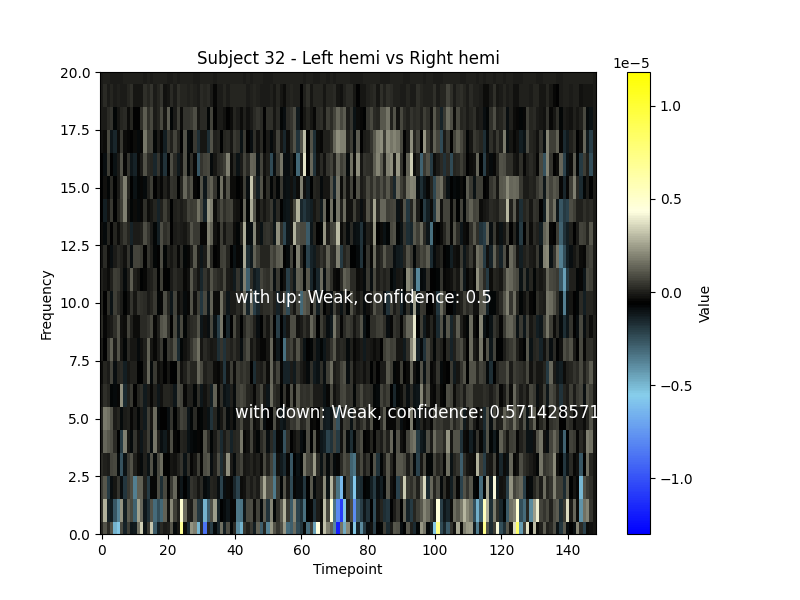 Subject 32 - Left hemi vs Right hemi
1e−5
20.0
17.5
15.0
12.5
10.0
7.5
5.0
2.5
0.0
Frequency
with up: Weak, confidence: 0.5
with down: Weak, confidence: 0.571428571
0 20 40 60 80 100 120 140
Timepoint
1.0
0.5
0.0
−0.5
−1.0
Value